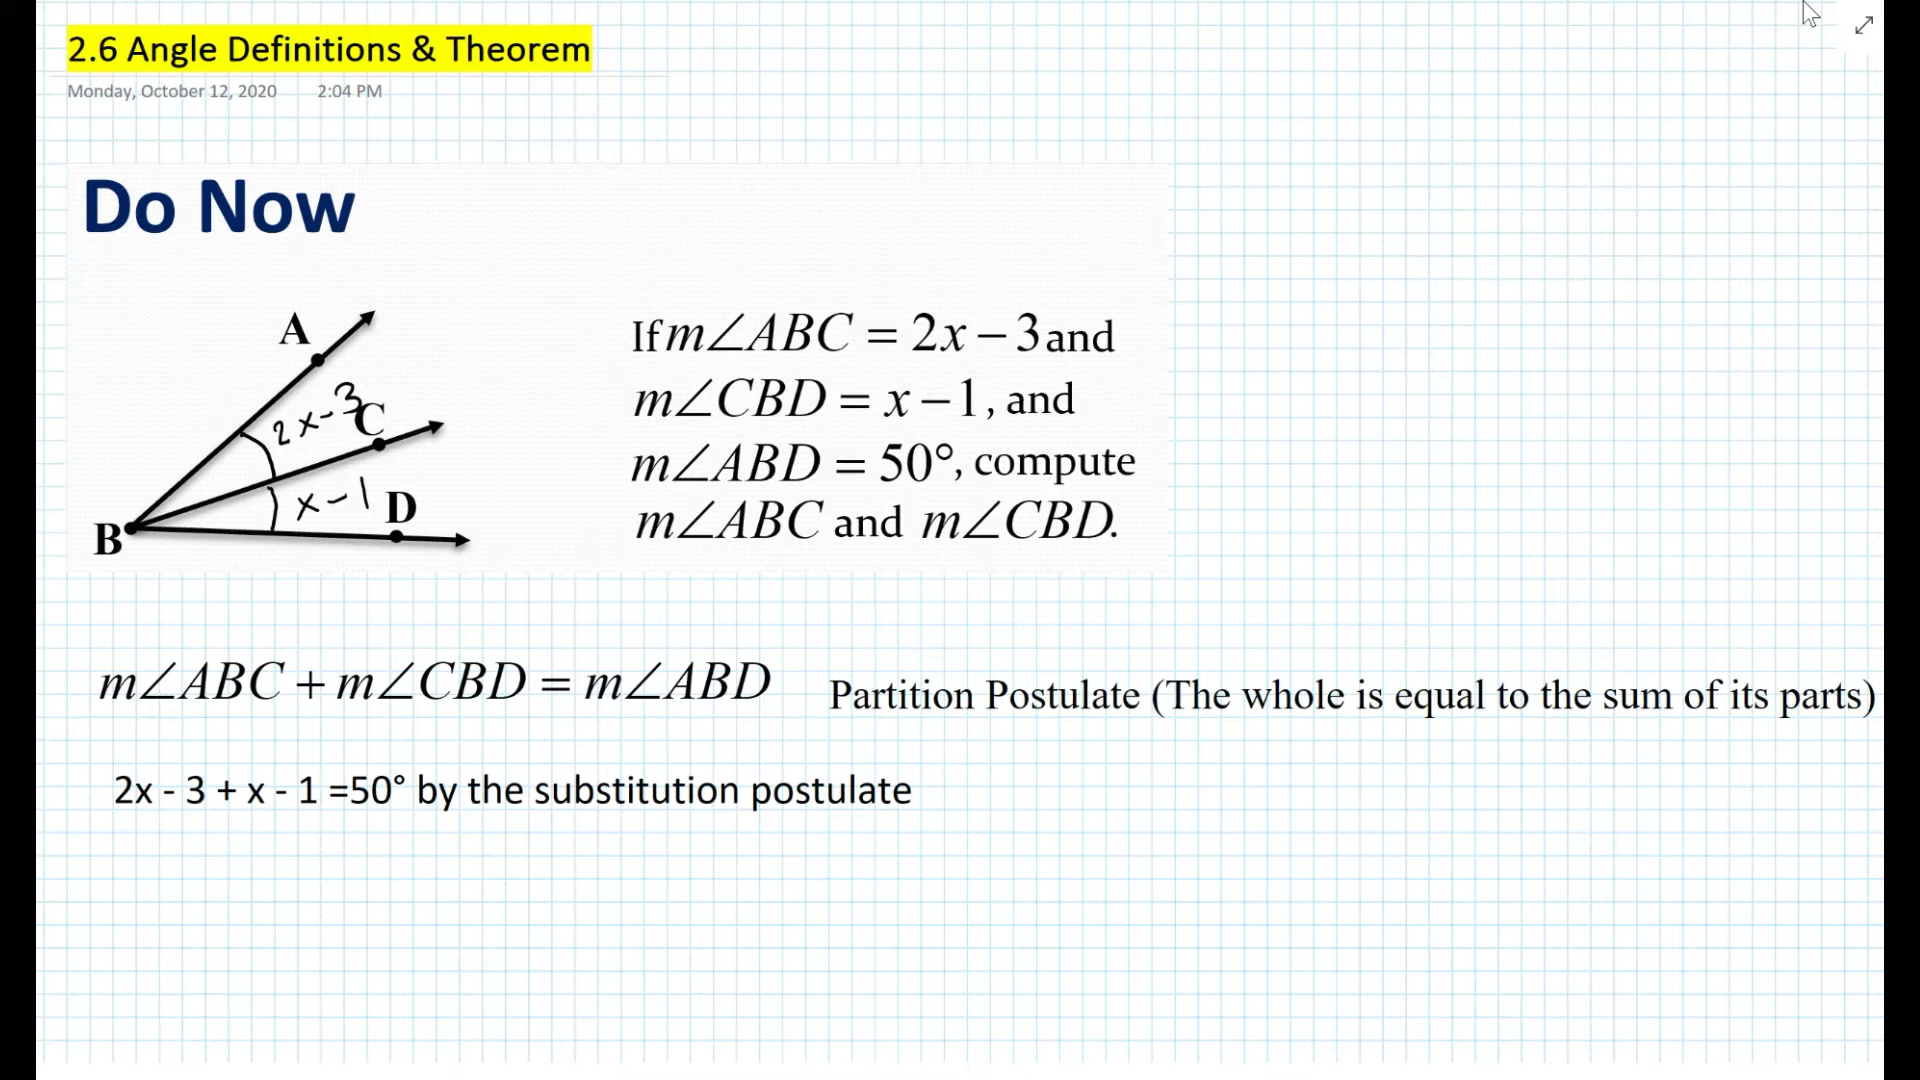 2.6 Angle Definitions & Theorem
Monday, October 12, 2020 2:04 PM
Do Now
A
2x-3
C
x-1
D
B
If m∠ABC = 2x − 3 and
m∠CBD = x − 1, and
m∠ABD = 50°, compute
m∠ABC and m∠CBD.
m∠ABC + m∠CBD = m∠ABD Partition Postulate (The whole is equal to the sum of its parts)
2x - 3 + x - 1 =50° by the substitution postulate